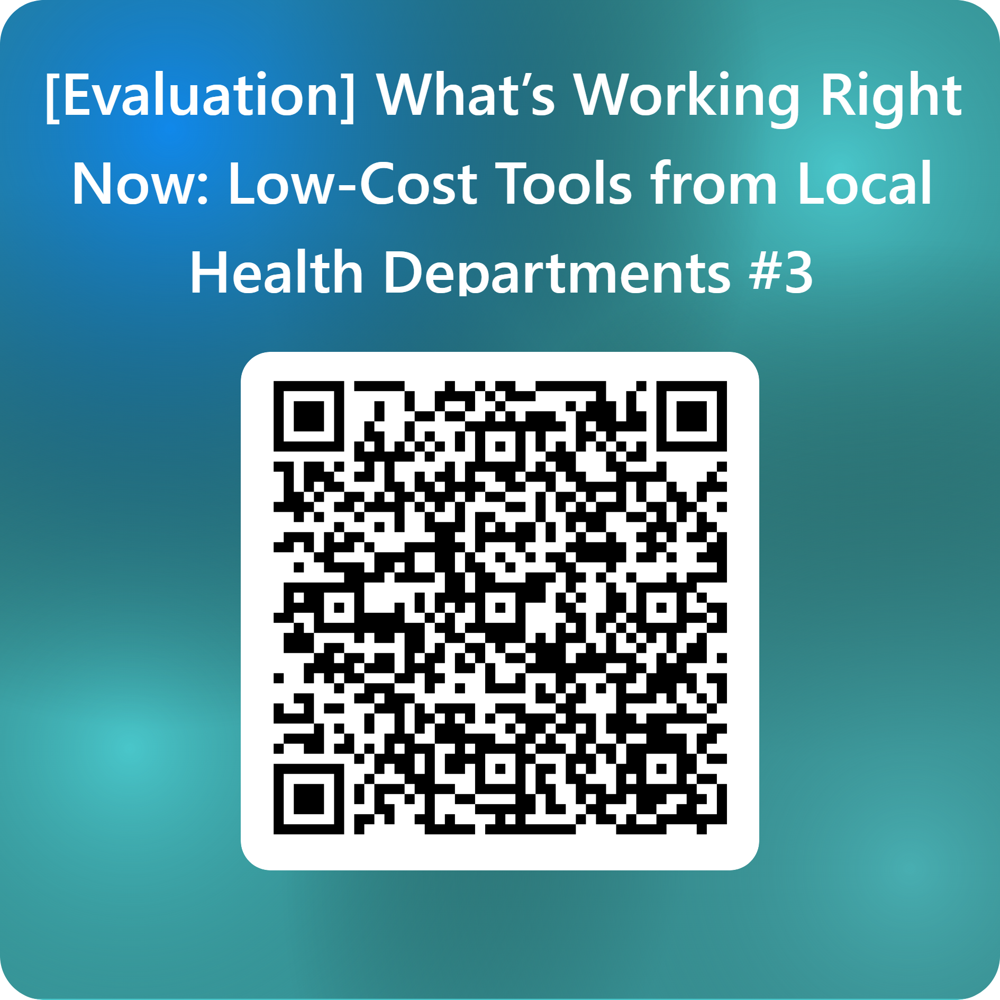 [Evaluation] What’s Working Right
Now: Low-Cost Tools from Local
Health Departments #3